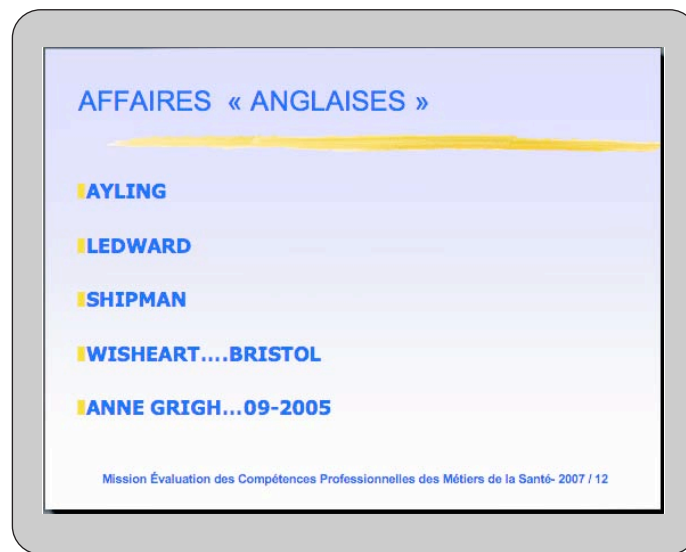 AFFAIRES « ANGLAISES »
AYLING
LEDWARD
SHIPMAN
WISHEART....BRISTOL
ANNE GRIGH...09-2005
Mission Évaluation des Compétences Professionnelles des Métiers de la Santé- 2007 / 12